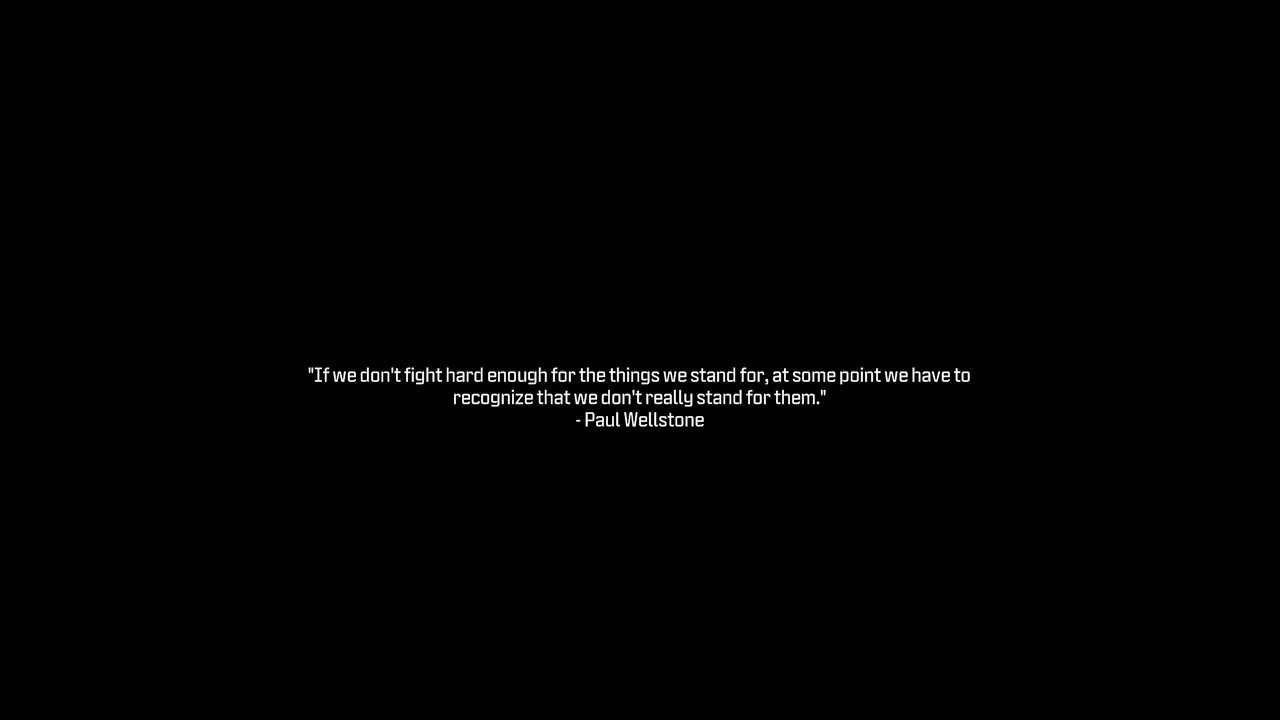 "If we don't fight hard enough for the things we stand for, at some point we have to
recognize that we don't really stand for them."
- Paul Wellstone